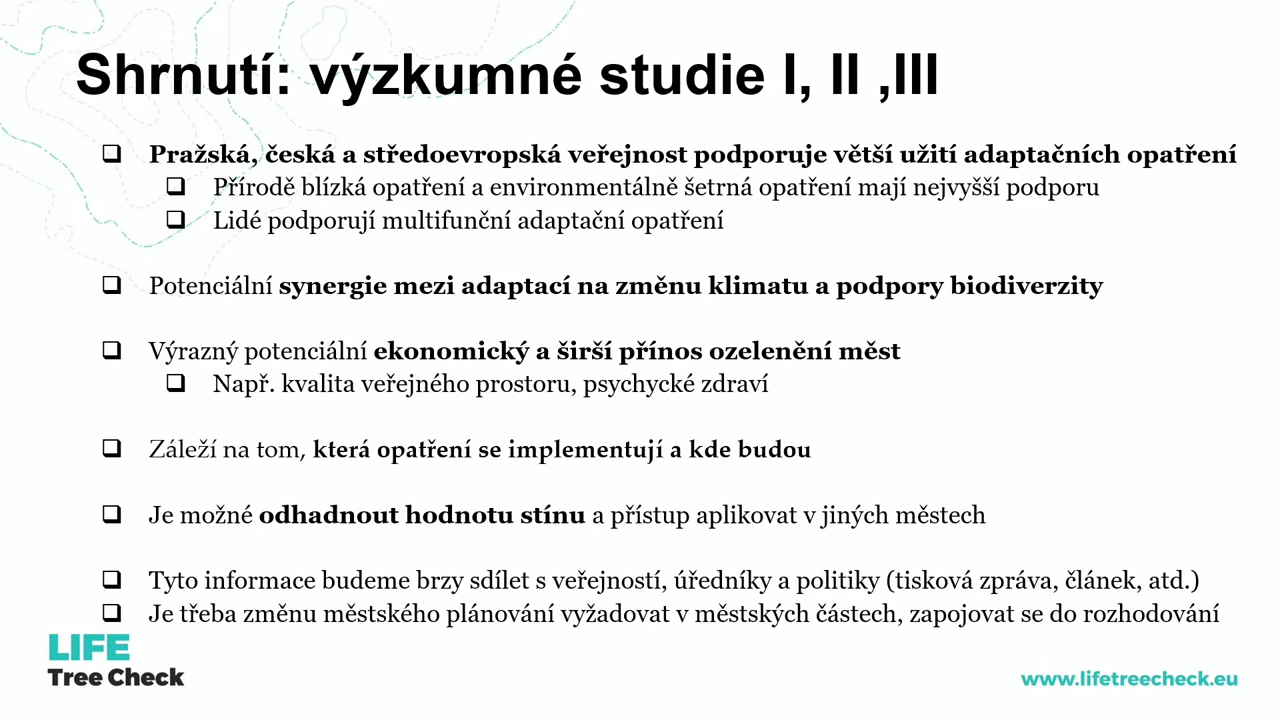 Shrnutí: výzkumné studie I, II ,III
Pražská, česká a středoevropská veřejnost podporuje větší užití adaptačních opatření
Přírodě blízká opatření a environmentálně šetrná opatření mají nejvyšší podporu
Lidé podporují multifunční adaptační opatření
Potenciální synergie mezi adaptací na změnu klimatu a podpory biodiverzity
Výrazný potenciální ekonomický a širší přínos ozelenění měst
Např. kvalita veřejného prostoru, psychycké zdraví
Záleží na tom, která opatření se implementují a kde budou
Je možné odhadnout hodnotu stínu a přístup aplikovat v jiných městech
Tyto informace budeme brzy sdílet s veřejností, úředníky a politiky (tisková zpráva, článek, atd.)
Je třeba změnu městského plánování vyžadovat v městských částech, zapojovat se do rozhodování
LIFE
Tree Check
www.lifetreecheck.eu